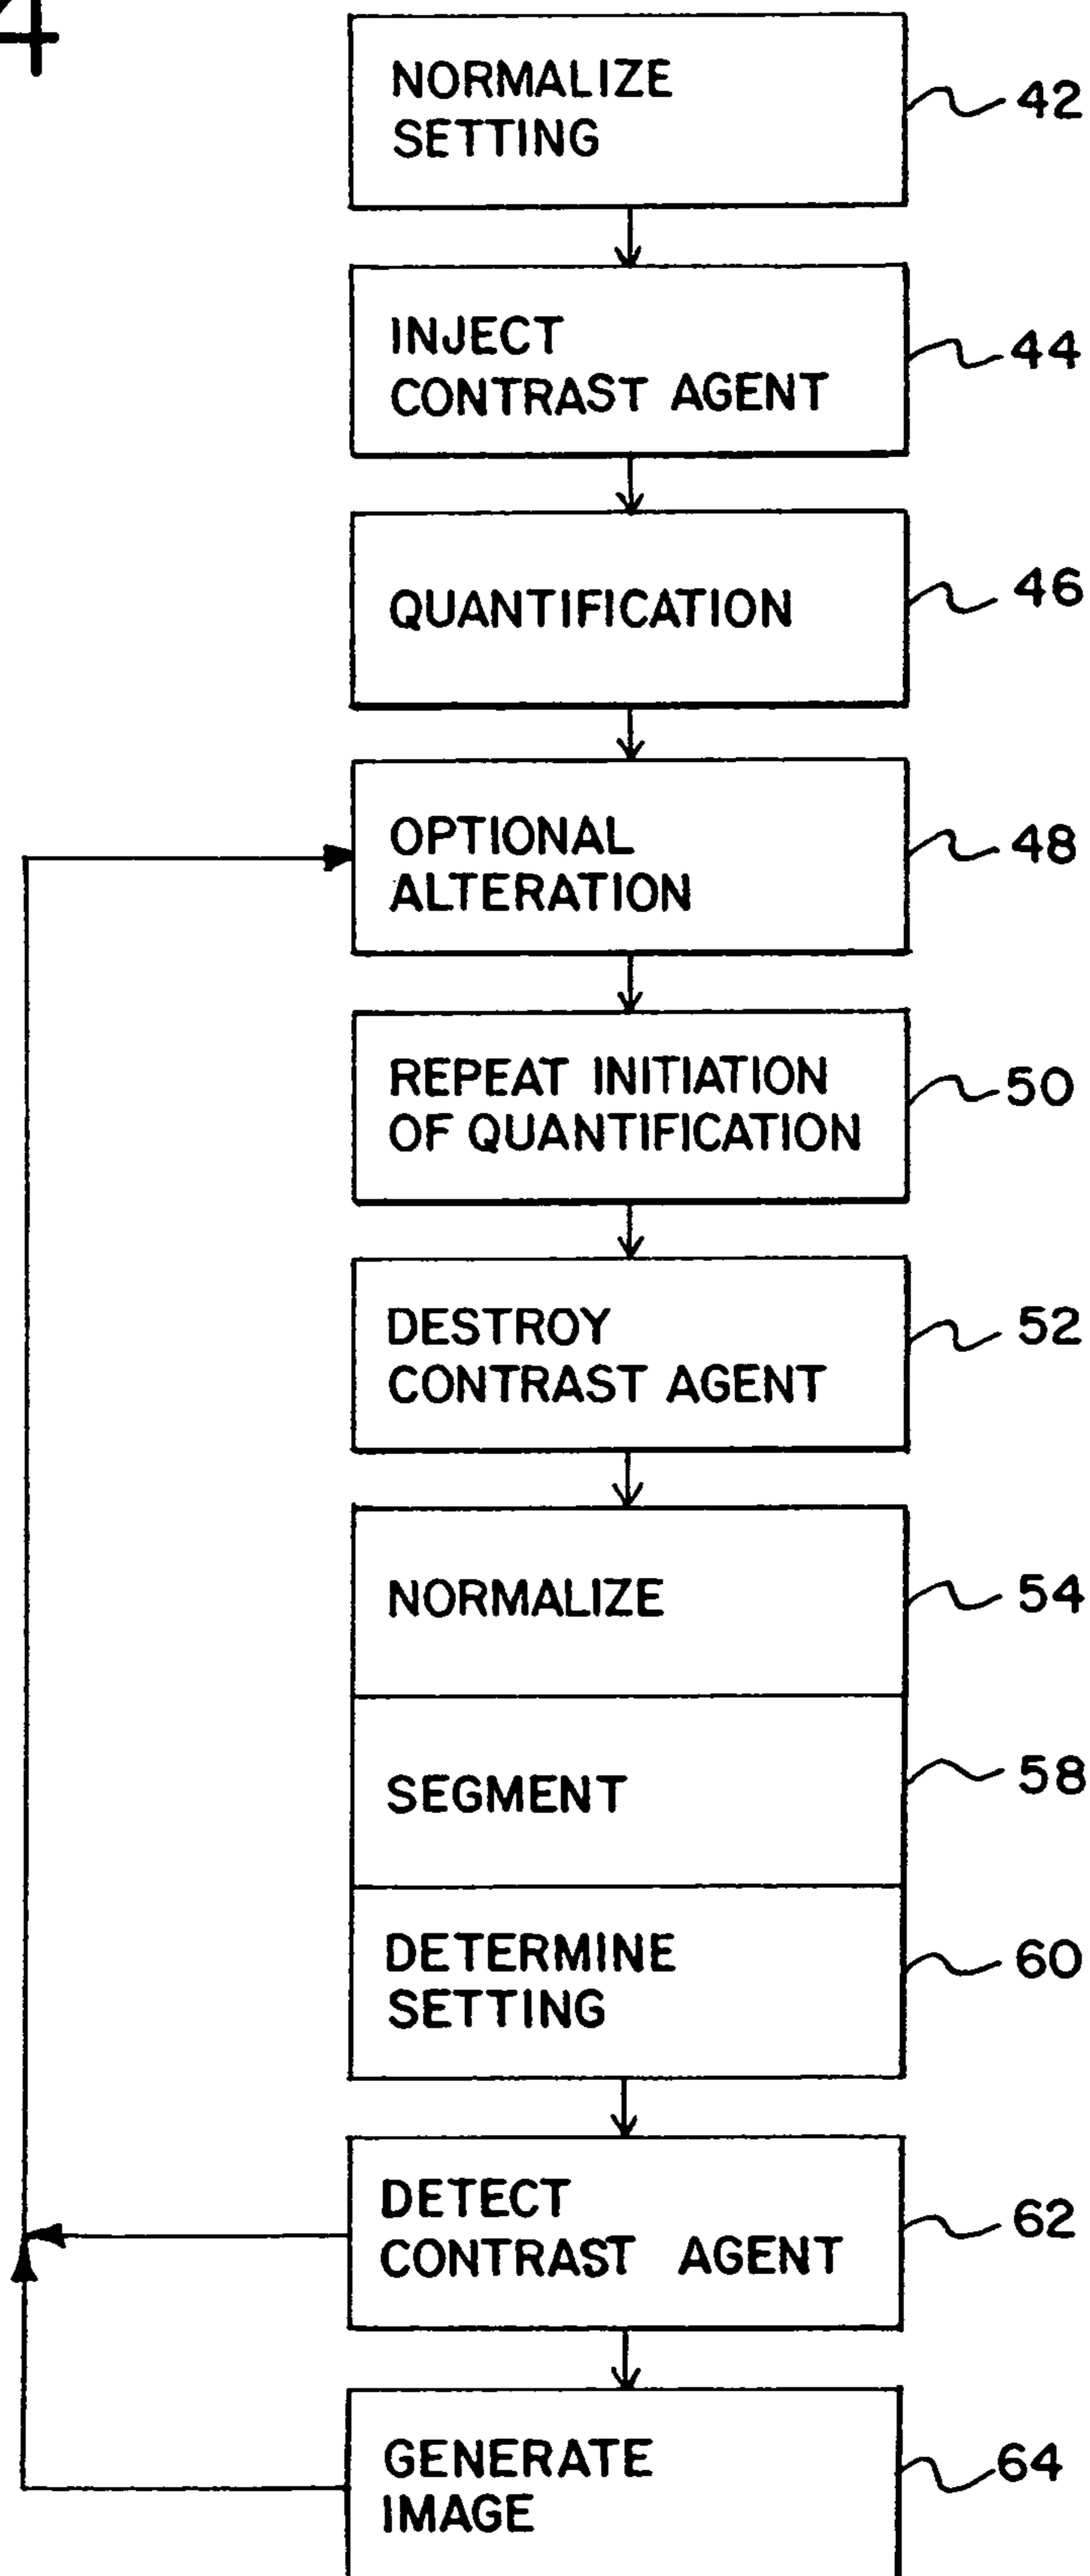 4
NORMALIZE
SETTING
42
INJECT
CONTRAST AGENT
44
QUANTIFICATION
46
OPTIONAL
ALTERATION
48
REPEAT INITIATION
OF QUANTIFICATION
50
DESTROY
CONTRAST AGENT
52
NORMALIZE
54
SEGMENT
58
DETERMINE
SETTING
60
DETECT
CONTRAST AGENT
62
GENERATE
IMAGE
64